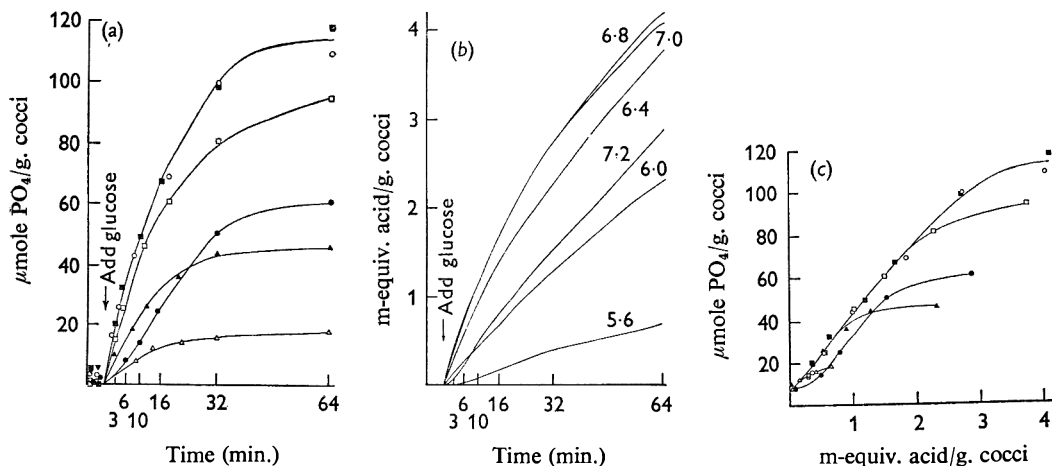 (a)
120
100
80
60
40
20
μmole PO₄/g. cocci
Add glucose
3 6 10 16 32 64
Time (min.)
(b)
4
3
2
1
m-equiv. acid/g. cocci
Add glucose
6·8
7·0
6·4
7·2
6·0
5·6
3 6 10 16 32 64
Time (min.)
(c)
120
100
80
60
40
20
μmole PO₄/g. cocci
1 2 3 4
m-equiv. acid/g. cocci